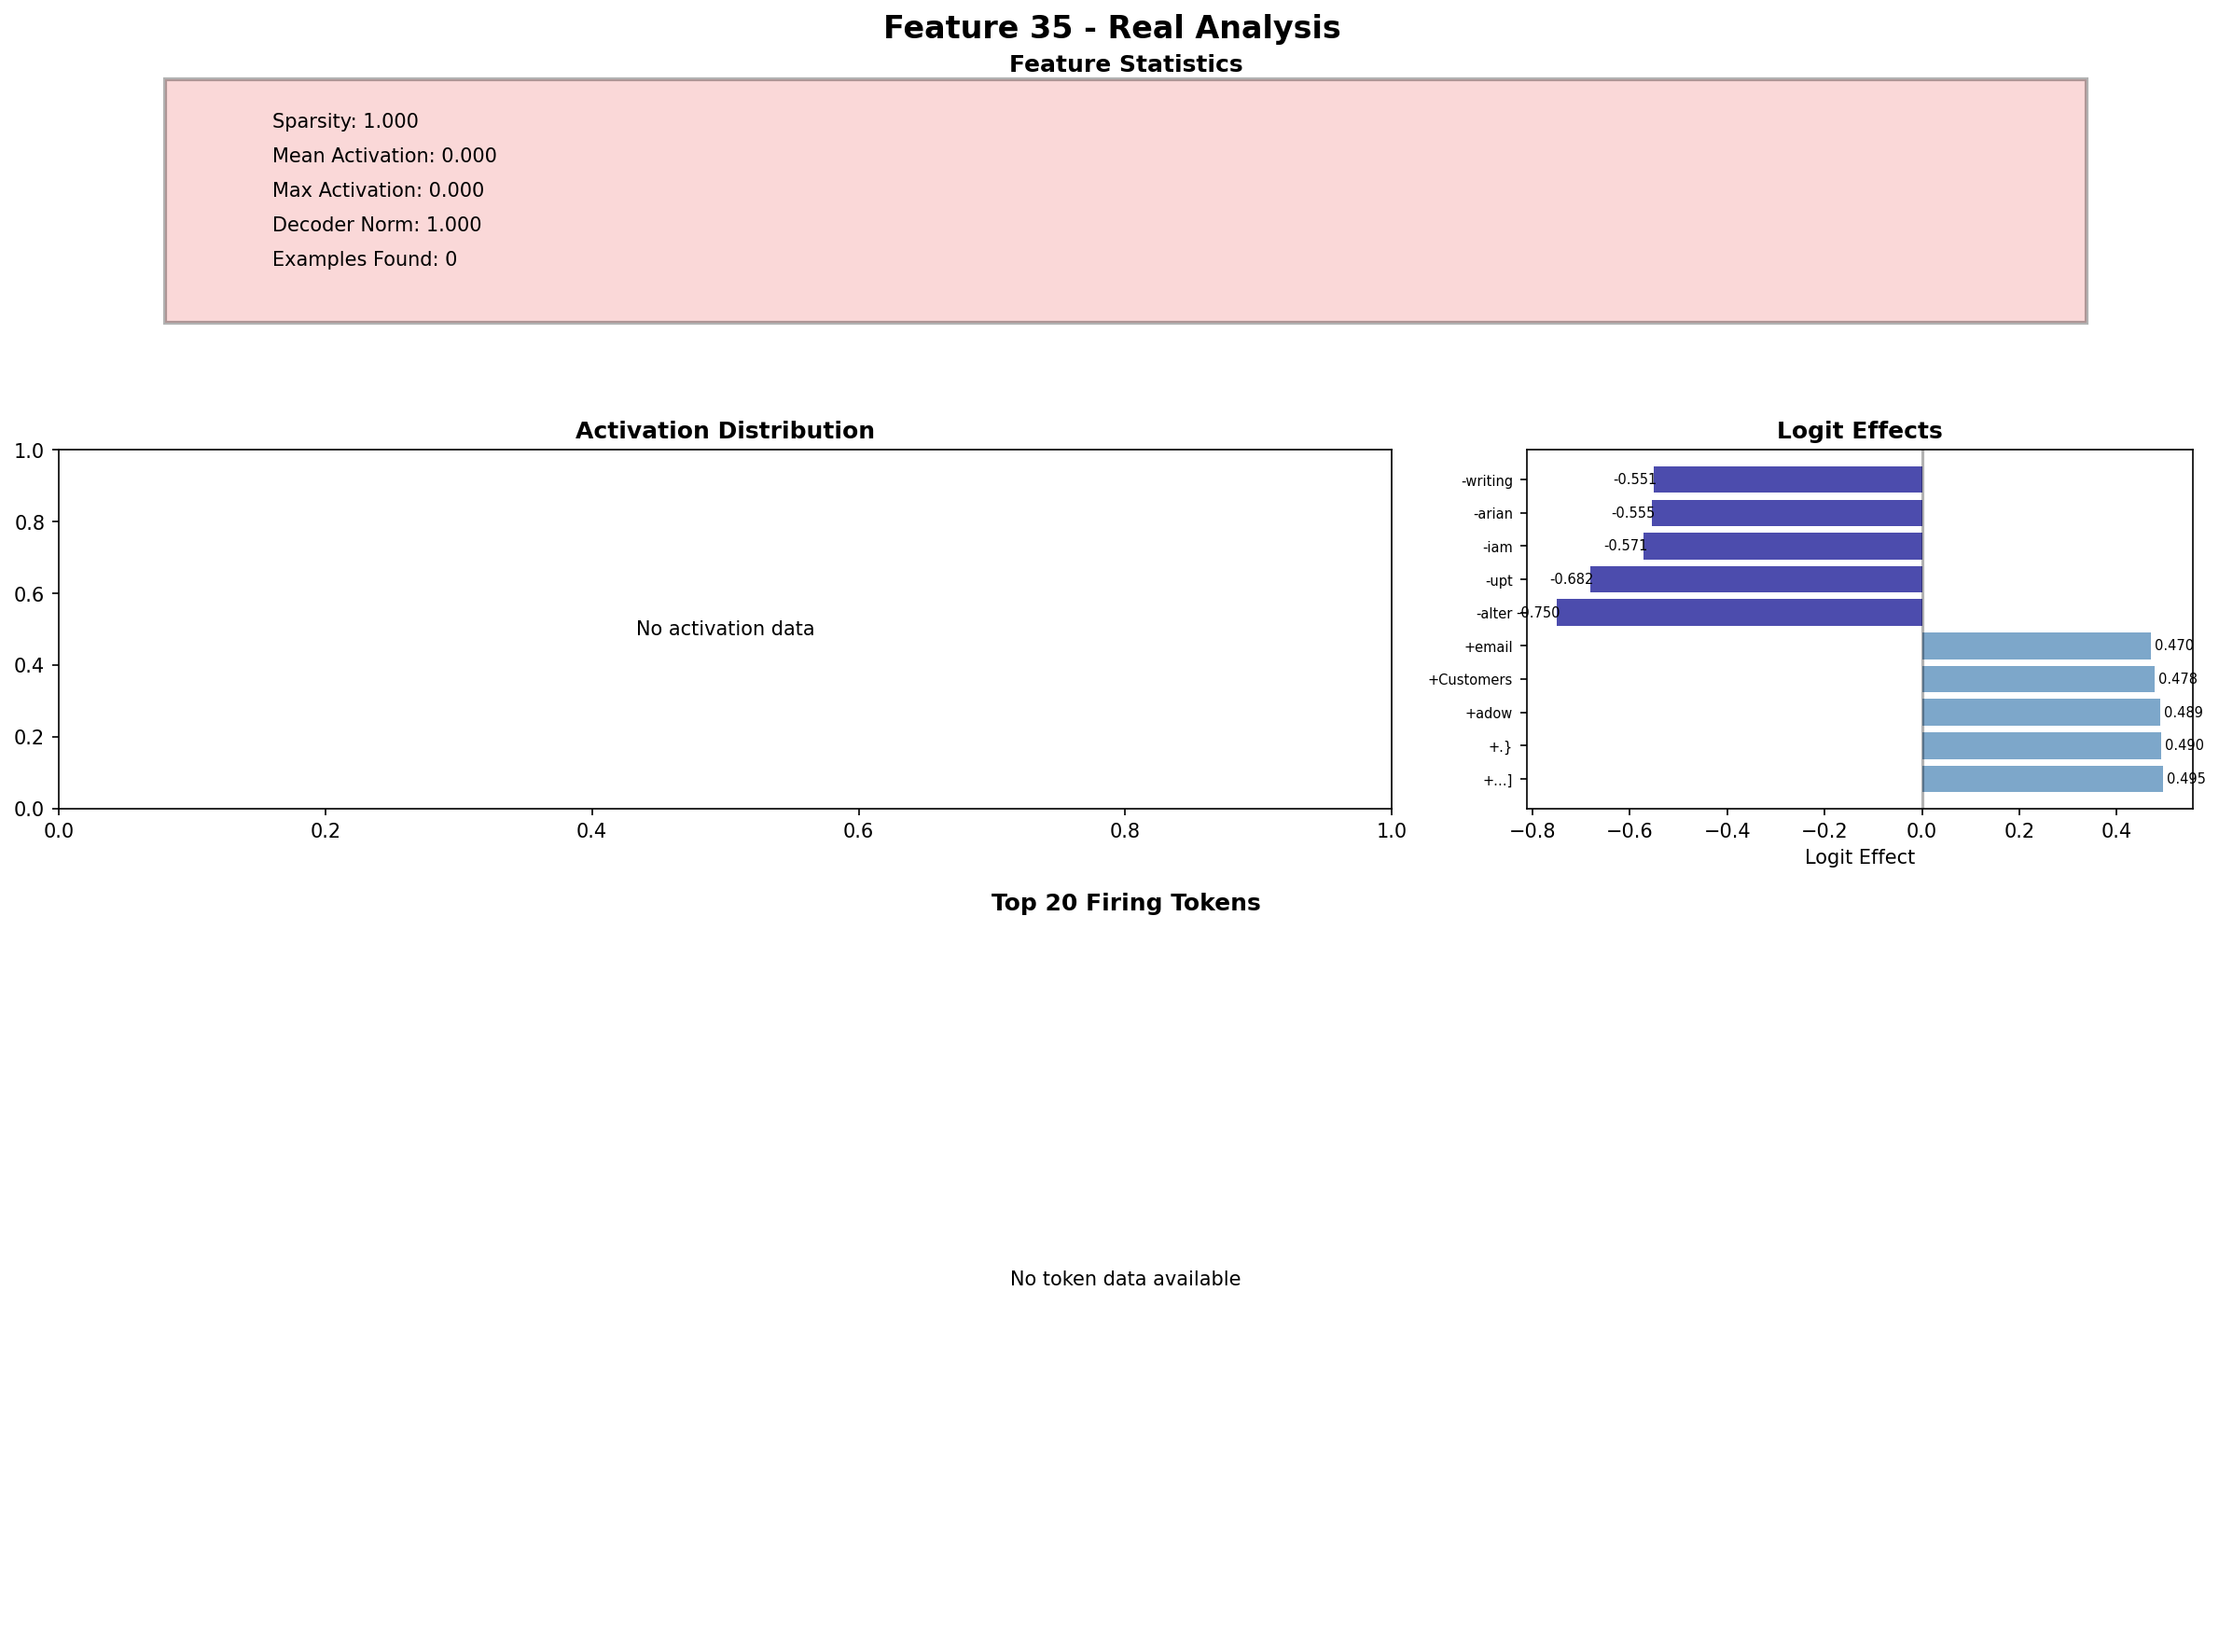 Feature 35 - Real Analysis
Feature Statistics
Sparsity: 1.000
Mean Activation: 0.000
Max Activation: 0.000
Decoder Norm: 1.000
Examples Found: 0
Activation Distribution
1.0
0.8
0.6
0.4
0.2
0.0
No activation data
0.0 0.2 0.4 0.6 0.8 1.0
Logit Effects
-writing -0.551
-arian -0.555
-iam -0.571
-upt -0.682
-alter -0.750
+email 0.470
+Customers 0.478
+adow 0.489
+.} 0.490
+...] 0.495
−0.8 −0.6 −0.4 −0.2 0.0 0.2 0.4
Logit Effect
Top 20 Firing Tokens
No token data available